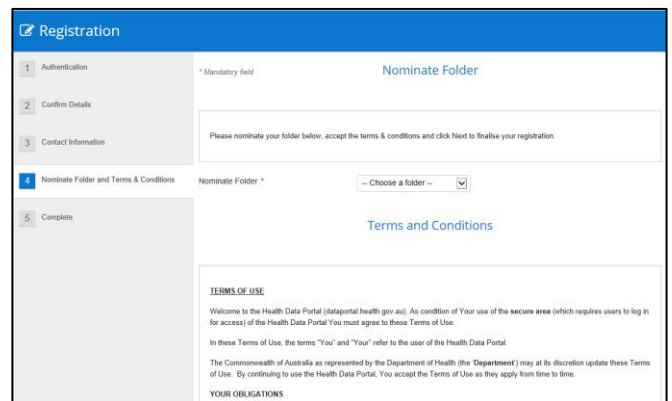 Registration
1 Authentication
2 Confirm Details
3 Contact Information
4 Nominate Folder and Terms & Conditions
5 Complete
* Mandatory field
Nominate Folder
Please nominate your folder below, accept the terms & conditions and click Next to finalise your registration.
Nominate Folder *
-- Choose a folder --
Terms and Conditions
TERMS OF USE
Welcome to the Health Data Portal (dataportal.health.gov.au). As condition of Your use of the secure area (which requires users to log in
for access) of the Health Data Portal You must agree to these Terms of Use.
In these Terms of Use, the terms "You" and "Your" refer to the user of the Health Data Portal
The Commonwealth of Australia as represented by the Department of Health (the 'Department') may at its discretion update these Terms
of Use. By continuing to use the Health Data Portal, You accept the Terms of Use as they apply from time to time.
YOUR OBLIGATIONS